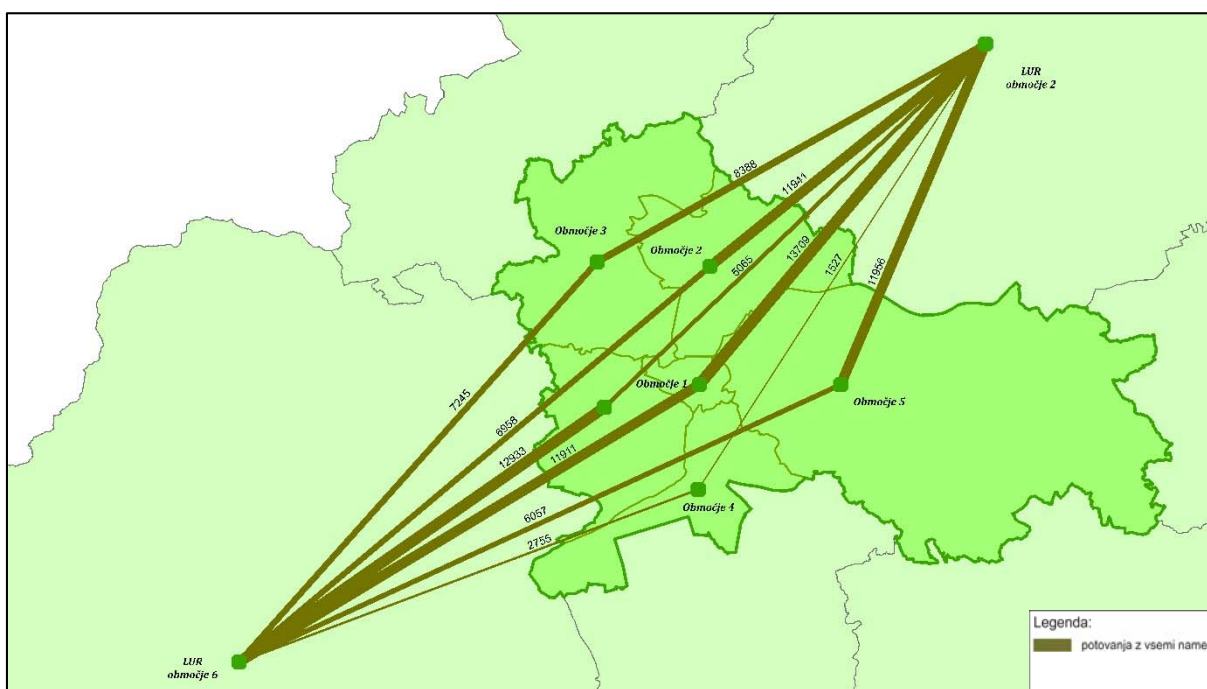 LUR
območje 2
8388
11941
Območje 3
Območje 2
5065
13709
1527
11956
Območje 1
Območje 5
7245
6958
12933
11911
6057
2755
Območje 4
LUR
območje 6
Legenda:
potovanja z vsemi name